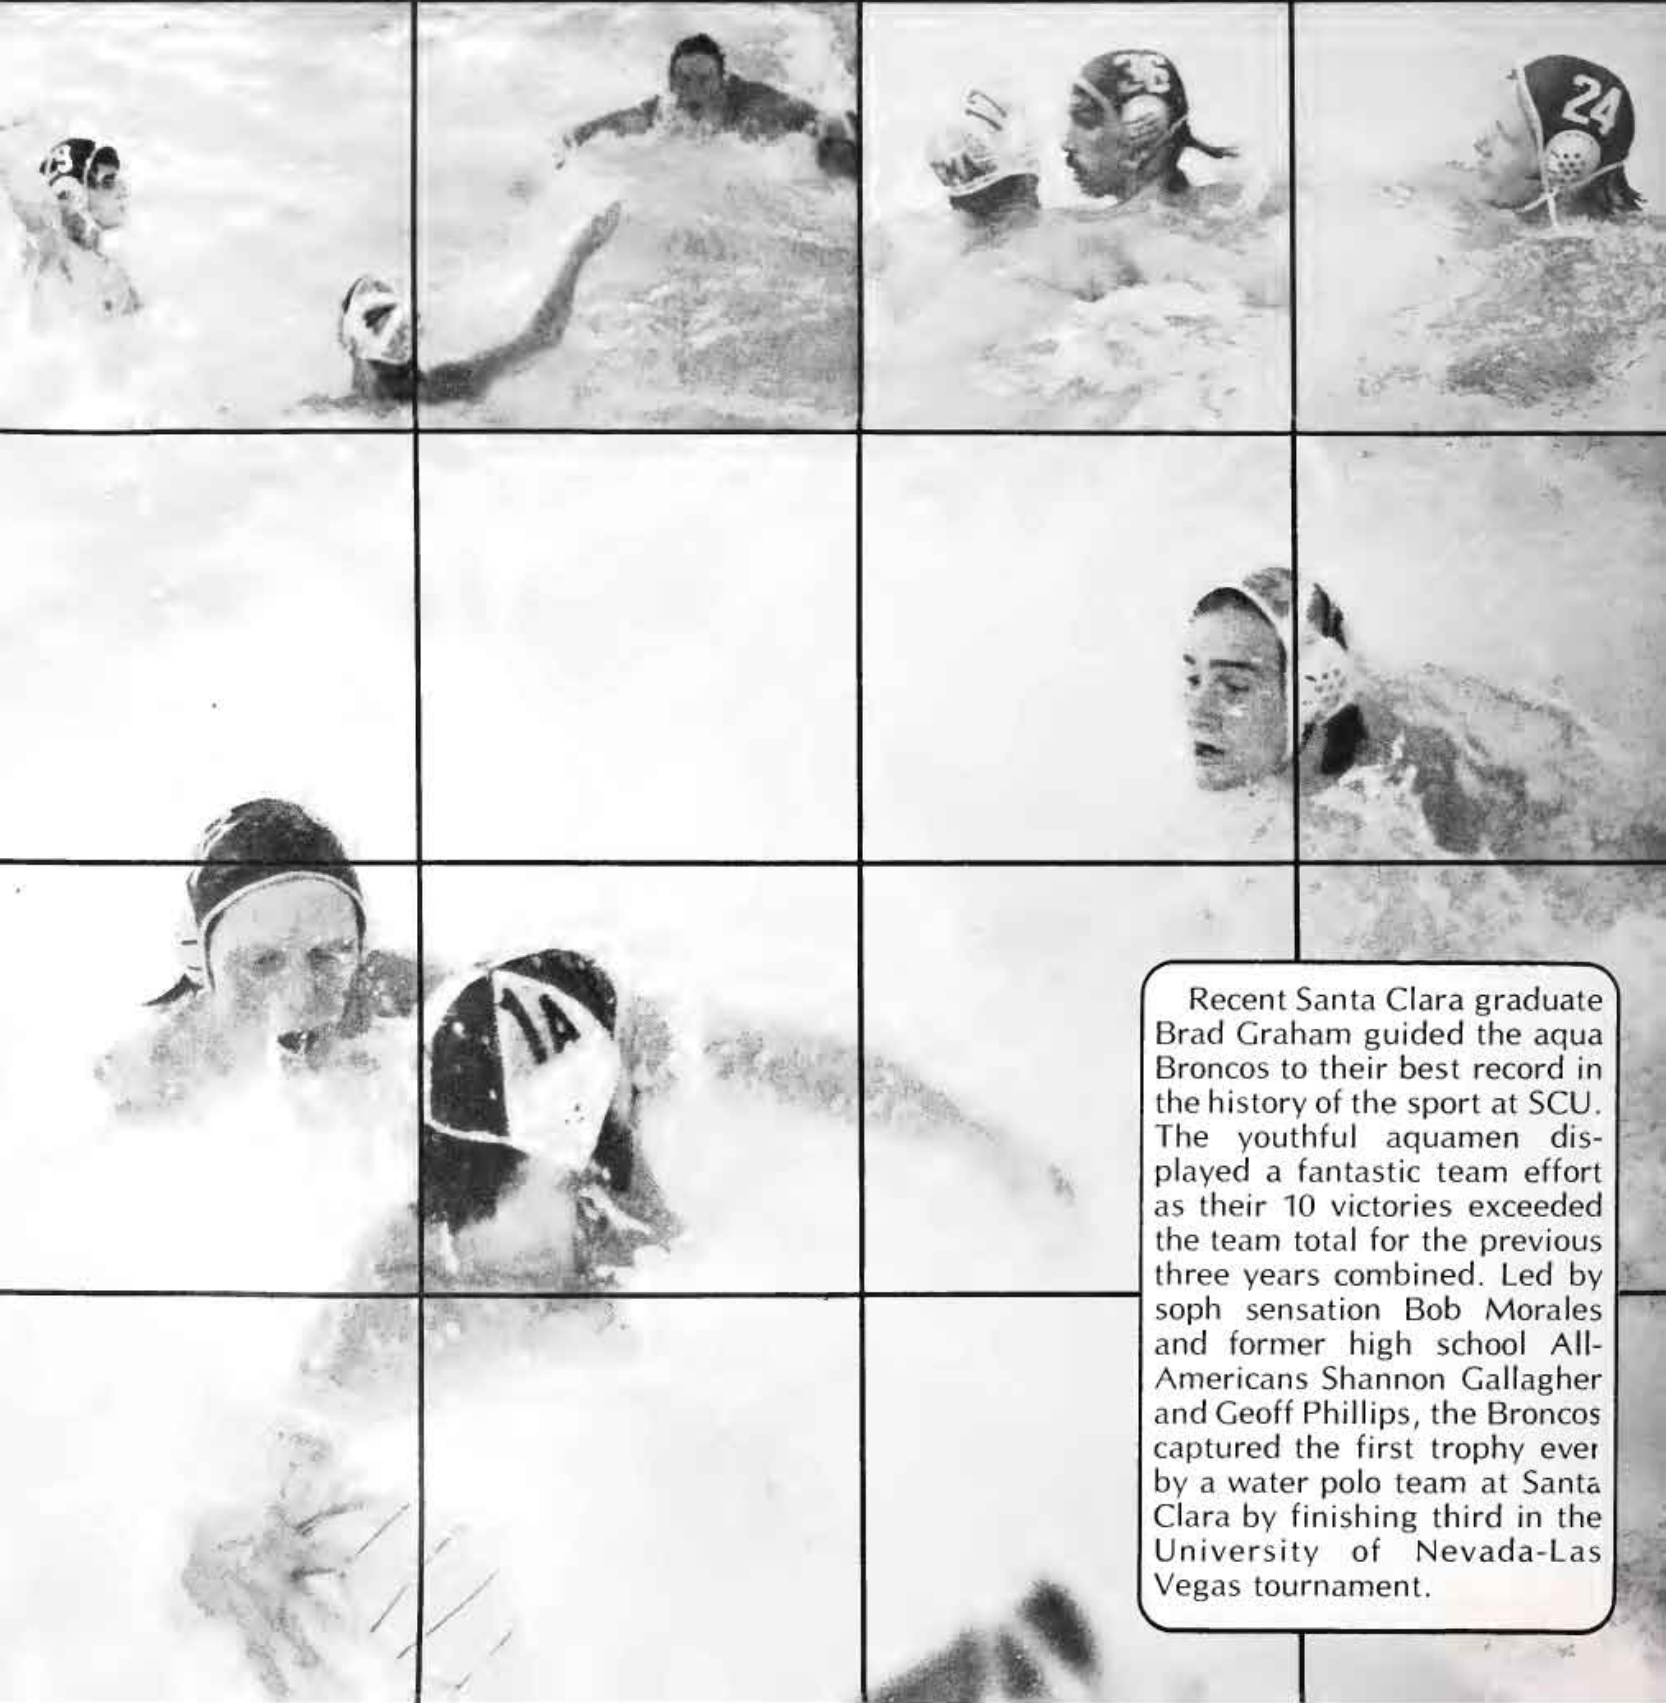 23
36
24
1A
Recent Santa Clara graduate
Brad Graham guided the aqua
Broncos to their best record in
the history of the sport at SCU.
The youthful aquamen dis-
played a fantastic team effort
as their 10 victories exceeded
the team total for the previous
three years combined. Led by
soph sensation Bob Morales
and former high school All-
Americans Shannon Gallagher
and Geoff Phillips, the Broncos
captured the first trophy ever
by a water polo team at Santa
Clara by finishing third in the
University of Nevada-Las
Vegas tournament.